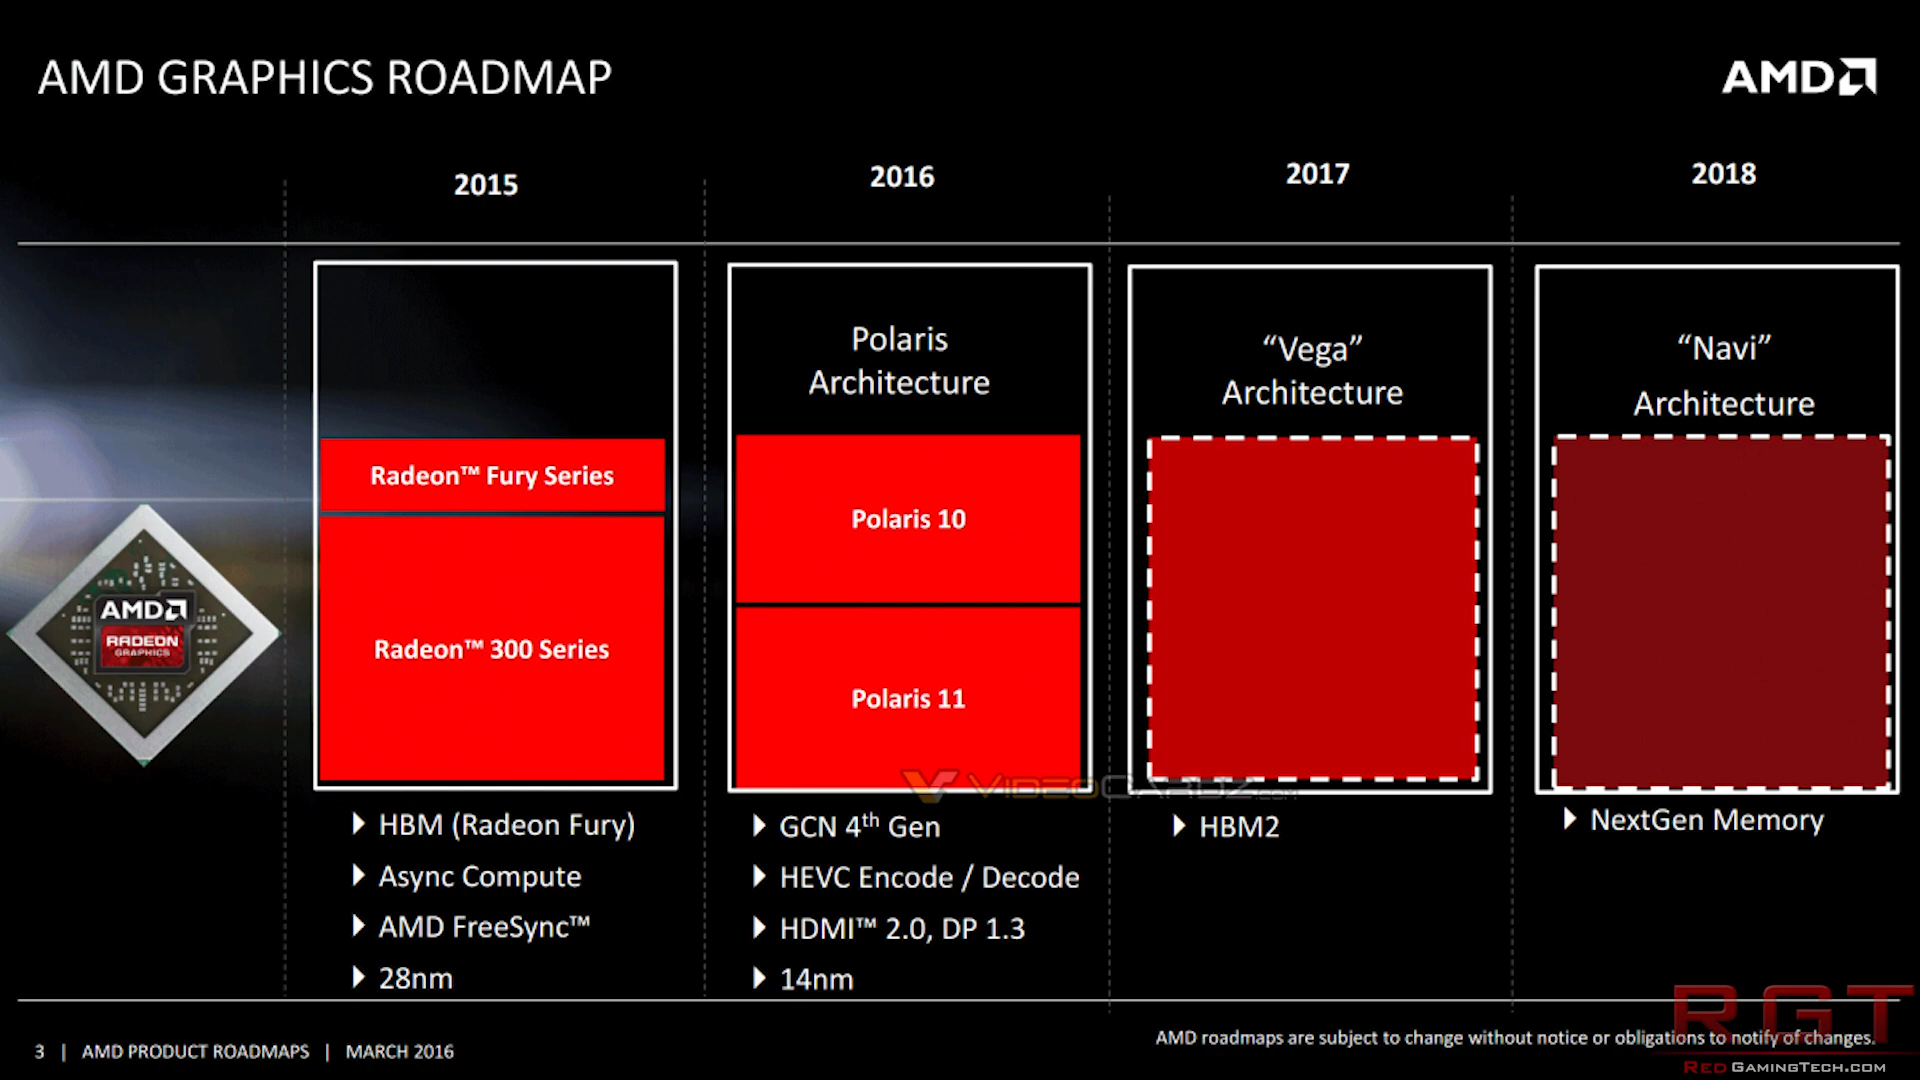 AMD GRAPHICS ROADMAP
AMD
2015
2016
2017
2018
Polaris
Architecture
“Vega”
Architecture
“Navi”
Architecture
Radeon™ Fury Series
Radeon™ 300 Series
Polaris 10
Polaris 11
AMD
RADEON
GRAPHICS
HBM (Radeon Fury)
Async Compute
AMD FreeSync™
28nm
GCN 4th Gen
HEVC Encode / Decode
HDMI™ 2.0, DP 1.3
14nm
HBM2
NextGen Memory
VIDEOCARDZ.COM
3 | AMD PRODUCT ROADMAPS | MARCH 2016
AMD roadmaps are subject to change without notice or obligations to notify of changes.
RGT
REDGAMINGTECH.COM